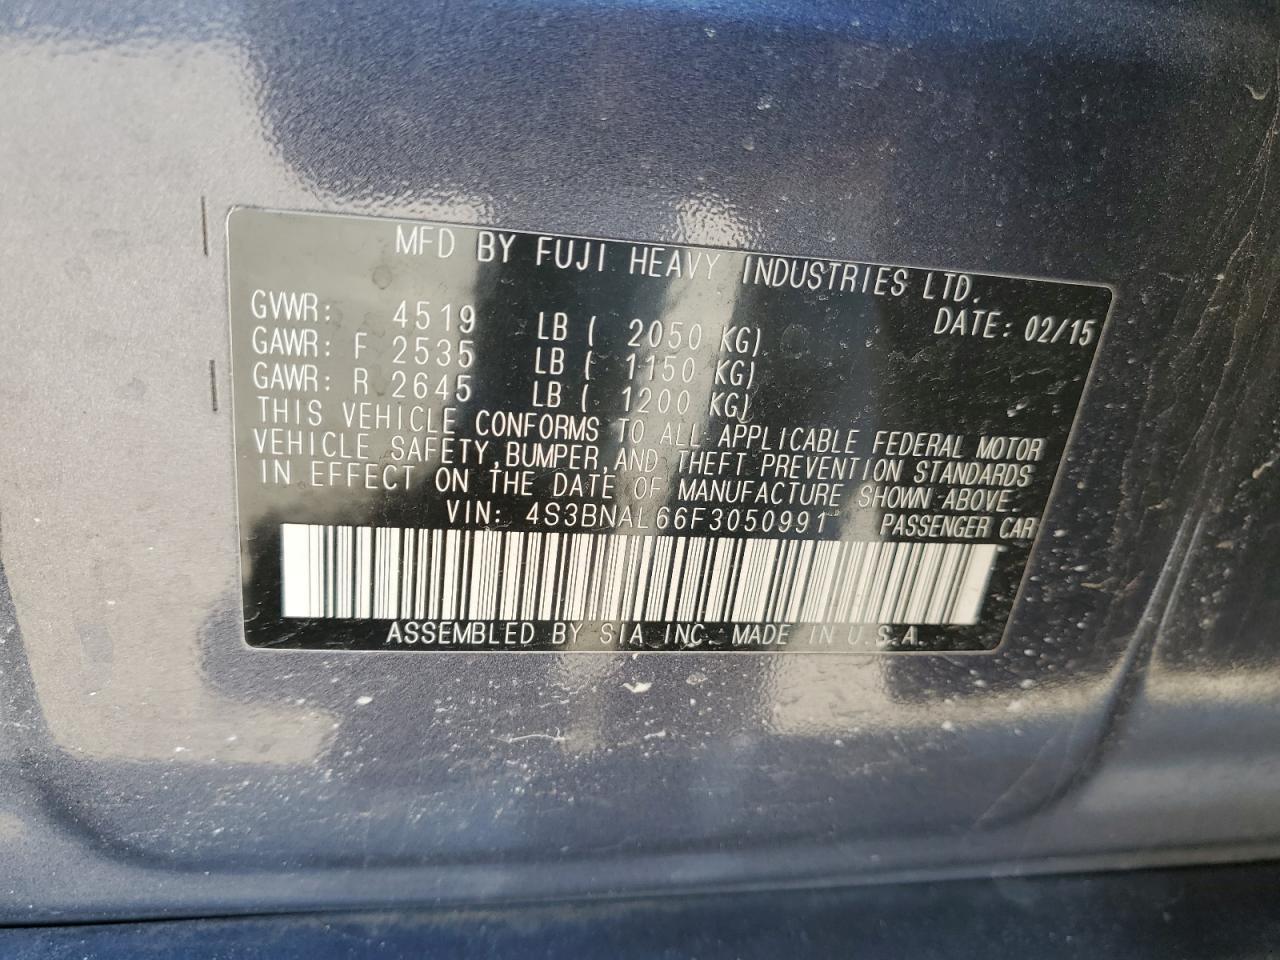 MFD BY FUJI HEAVY INDUSTRIES LTD.
DATE: 02/15
GVWR: 4519 LB ( 2050 KG)
GAWR: F 2535 LB ( 1150 KG)
GAWR: R 2645 LB ( 1200 KG)
THIS VEHICLE CONFORMS TO ALL APPLICABLE FEDERAL MOTOR
VEHICLE SAFETY, BUMPER, AND THEFT PREVENTION STANDARDS
IN EFFECT ON THE DATE OF MANUFACTURE SHOWN ABOVE.
VIN: 4S3BNAL66F3050991 PASSENGER CAR
ASSEMBLED BY SIA INC. MADE IN U.S.A.